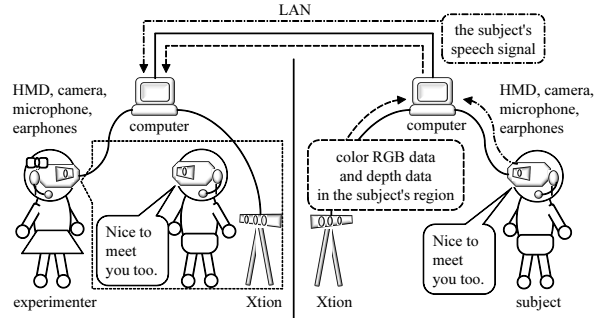 LAN
the subject's
speech signal
HMD, camera,
microphone,
earphones
computer
computer
HMD, camera,
microphone,
earphones
color RGB data
and depth data
in the subject's region
Nice to
meet
you too.
Nice to
meet
you too.
experimenter
Xtion
Xtion
subject